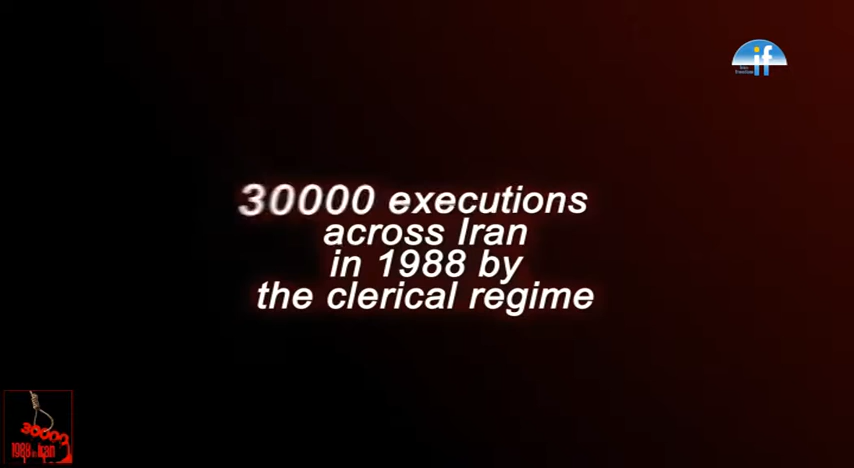 if
30000 executions
across Iran
in 1988 by
the clerical regime
30000
1988 in Iran